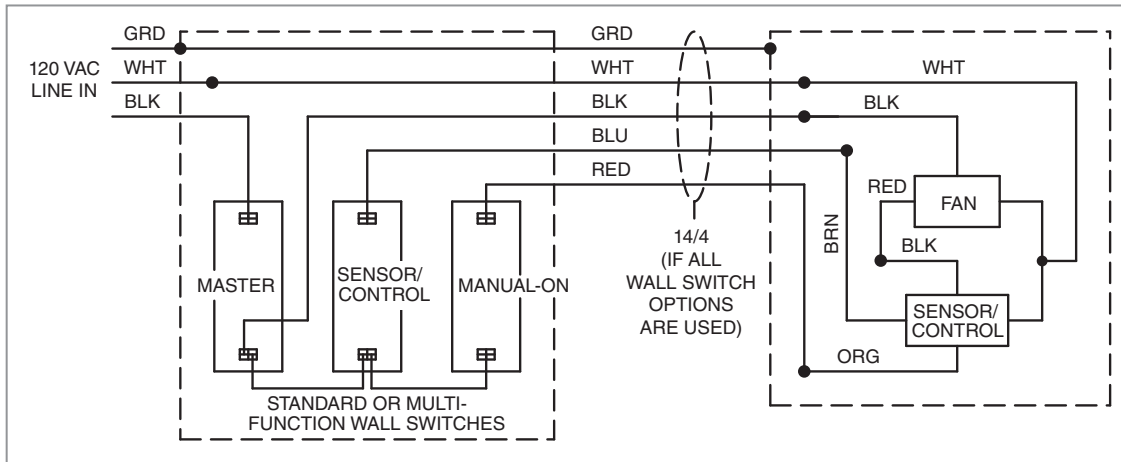 GRD
GRD
120 VAC
LINE IN
WHT
WHT
WHT
BLK
BLK
BLK
BLU
RED
RED
FAN
BRN
BLK
14/4
(IF ALL
WALL SWITCH
OPTIONS
ARE USED)
MASTER
SENSOR/
CONTROL
MANUAL-ON
SENSOR/
CONTROL
ORG
STANDARD OR MULTI-
FUNCTION WALL SWITCHES